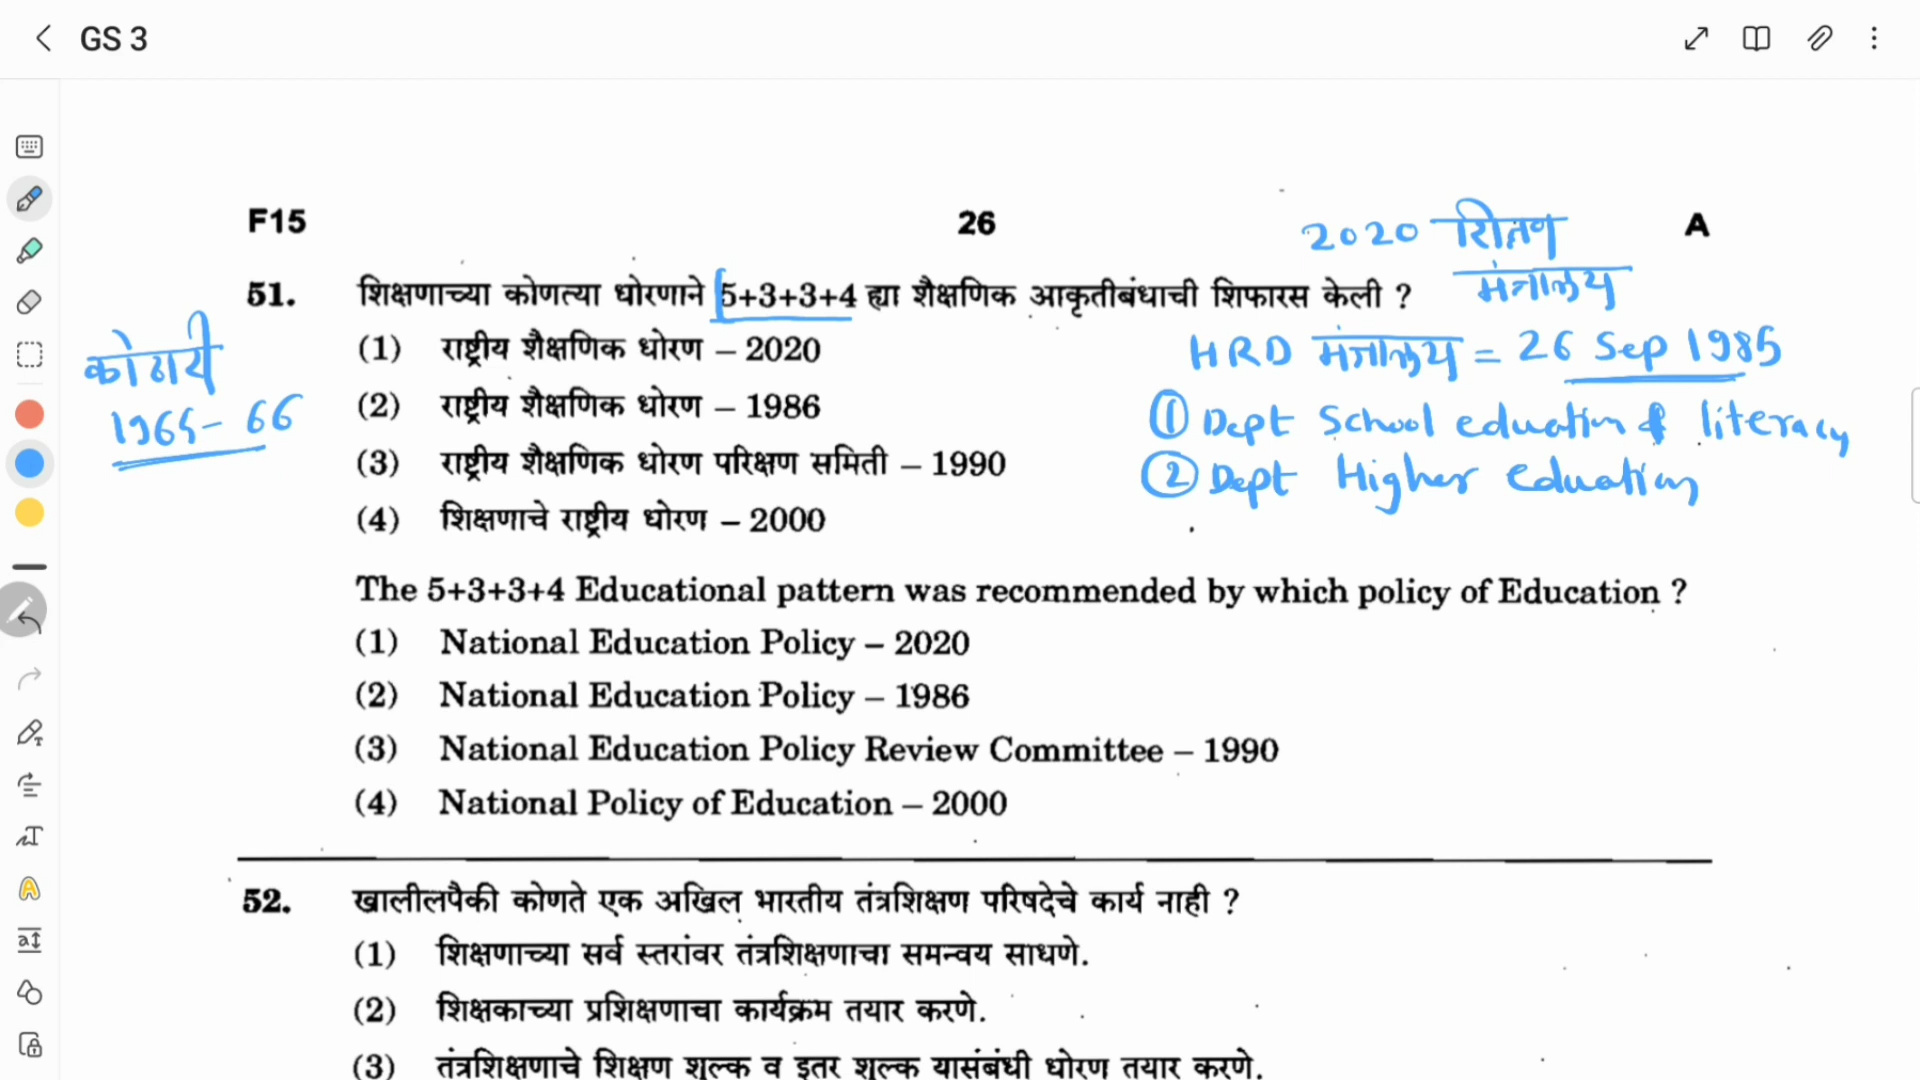 GS 3
F15
26
A
2020 शिक्षण
मंत्रालय
51. शिक्षणाच्या कोणत्या धोरणाने 5+3+3+4 ह्या शैक्षणिक आकृतीबंधाची शिफारस केली ?
(1) राष्ट्रीय शैक्षणिक धोरण – 2020
HRD मंत्रालय = 26 Sep 1985
कोठारी
(2) राष्ट्रीय शैक्षणिक धोरण – 1986
① Dept School eduation & literacy
1965-66
(3) राष्ट्रीय शैक्षणिक धोरण परिक्षण समिती – 1990
② Dept Higher Eduation
(4) शिक्षणाचे राष्ट्रीय धोरण – 2000
The 5+3+3+4 Educational pattern was recommended by which policy of Education ?
(1) National Education Policy – 2020
(2) National Education Policy – 1986
(3) National Education Policy Review Committee – 1990
(4) National Policy of Education – 2000
52. खालीलपैकी कोणते एक अखिल भारतीय तंत्रशिक्षण परिषदेचे कार्य नाही ?
(1) शिक्षणाच्या सर्व स्तरांवर तंत्रशिक्षणाचा समन्वय साधणे.
(2) शिक्षकाच्या प्रशिक्षणाचा कार्यक्रम तयार करणे.
(3) तंत्रशिक्षणाचे शिक्षण शुल्क व इतर शुल्क यासंबंधी धोरण तयार करणे.